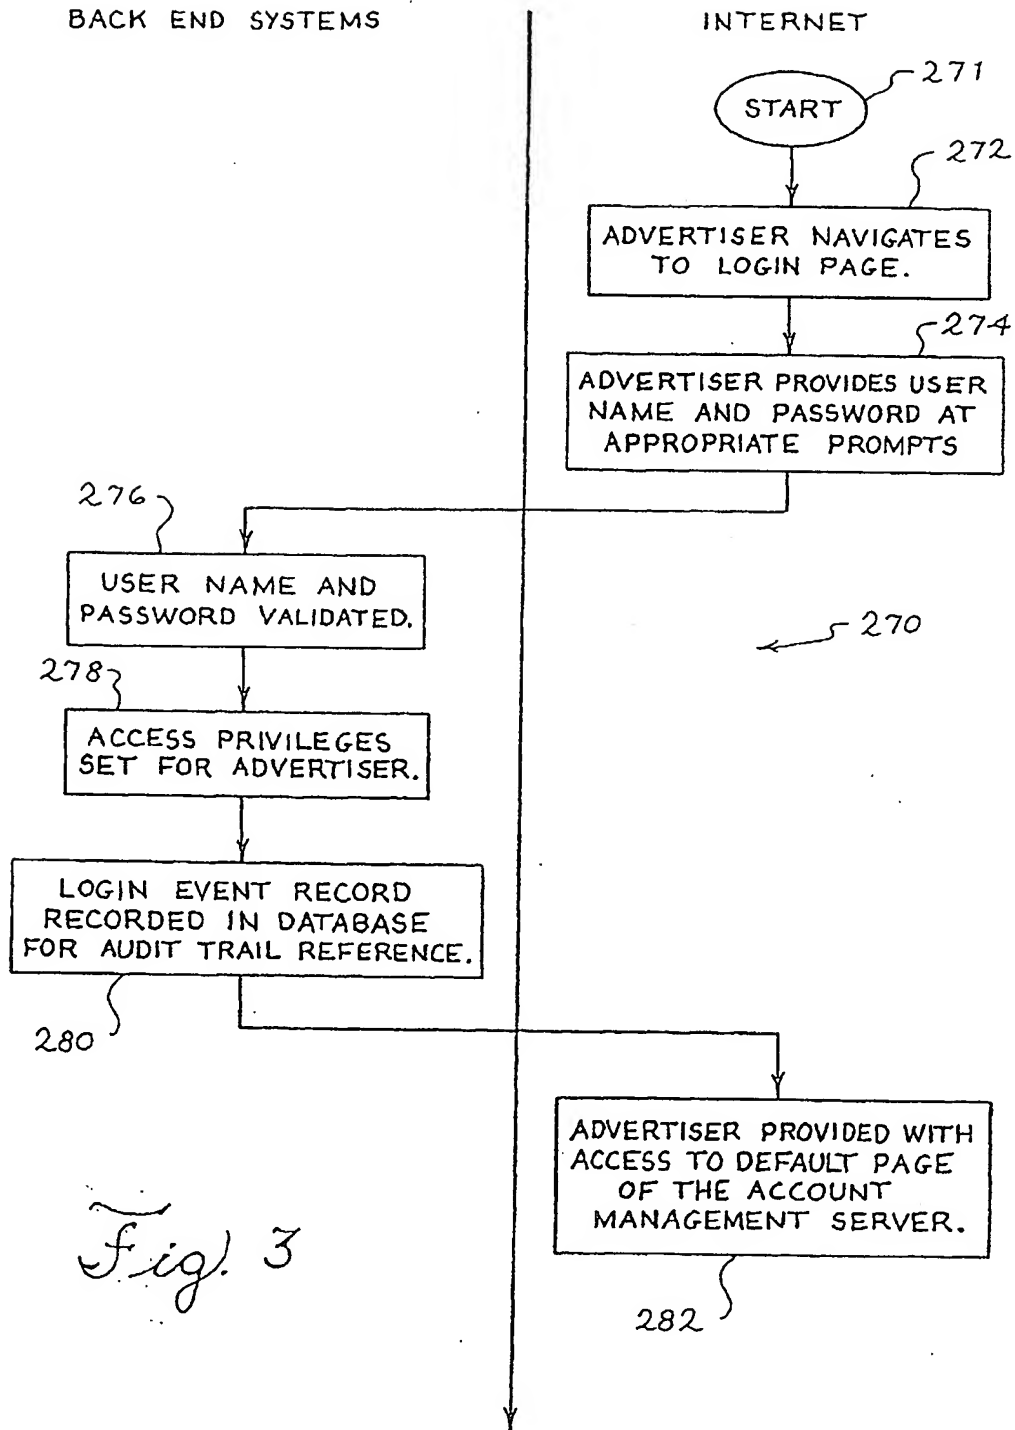 BACK END SYSTEMS
INTERNET
271
START
272
ADVERTISER NAVIGATES
TO LOGIN PAGE.
274
ADVERTISER PROVIDES USER
NAME AND PASSWORD AT
APPROPRIATE PROMPTS
276
USER NAME AND
PASSWORD VALIDATED.
270
278
ACCESS PRIVILEGES
SET FOR ADVERTISER.
LOGIN EVENT RECORD
RECORDED IN DATABASE
FOR AUDIT TRAIL REFERENCE.
280
ADVERTISER PROVIDED WITH
ACCESS TO DEFAULT PAGE
OF THE ACCOUNT
MANAGEMENT SERVER.
282
Fig. 3